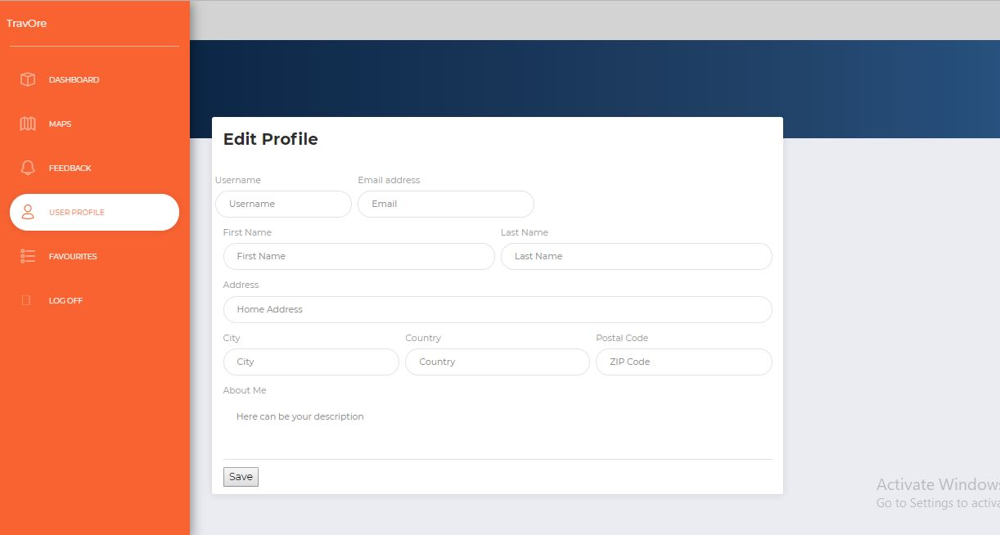 TravOre
DASHBOARD
MAPS
FEEDBACK
USER PROFILE
FAVOURITES
LOG OFF
Edit Profile
Username Email address
Username Email
First Name Last Name
First Name Last Name
Address
Home Address
City Country Postal Code
City Country ZIP Code
About Me
Here can be your description
Save
Activate Windows
Go to Settings to activa